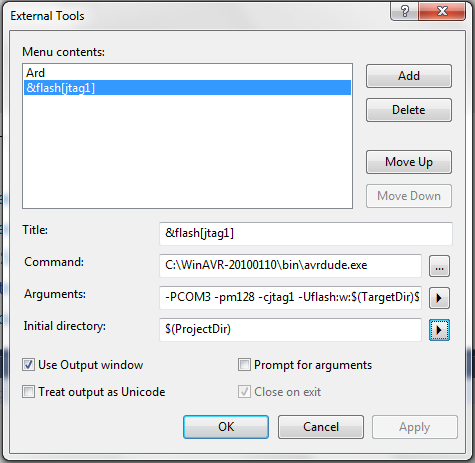 External Tools
Menu contents:
Ard
&flash[jtag1]
Add
Delete
Move Up
Move Down
Title:
&flash[jtag1]
Command:
C:\WinAVR-20100110\bin\avrdude.exe
...
Arguments:
-PCOM3 -pm128 -cjtag1 -Uflash:w:$(TargetDir)$
Initial directory:
$(ProjectDir)
Use Output window
Prompt for arguments
Treat output as Unicode
Close on exit
OK
Cancel
Apply